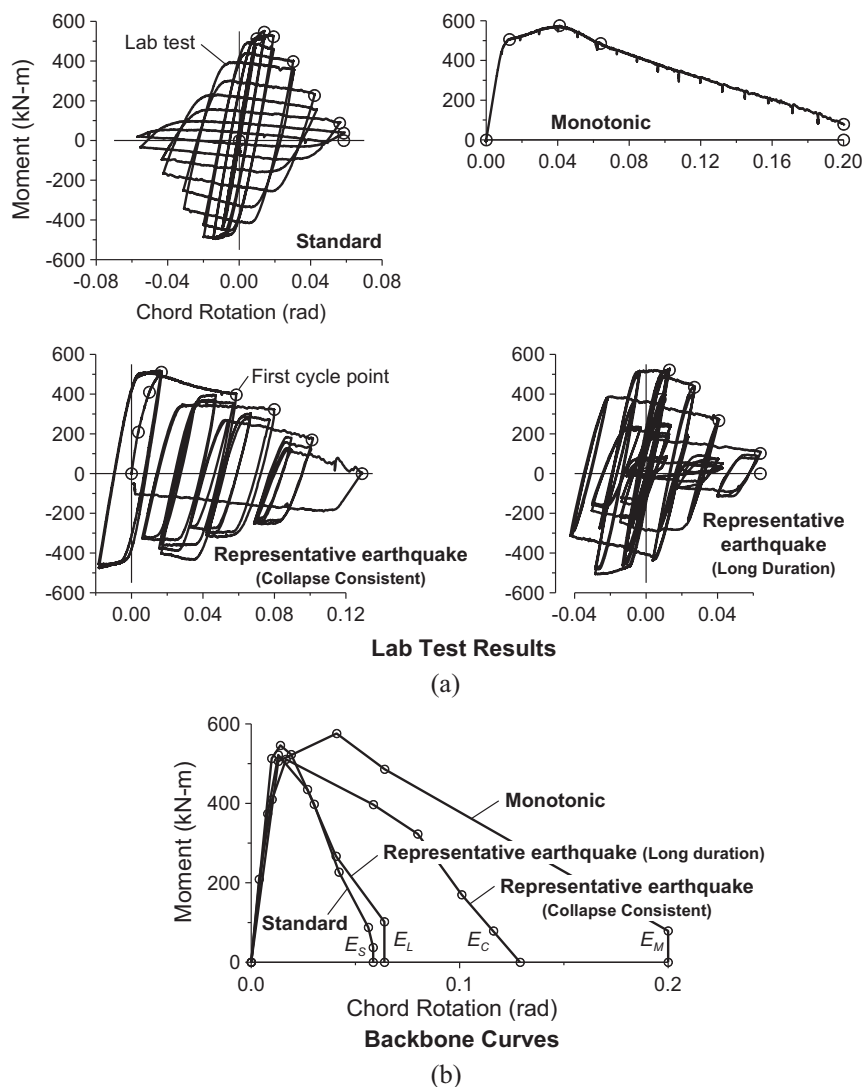 600
400
200
0
-200
-400
-600
Moment (kN-m)
Lab test
Standard
-0.08 -0.04 0.00 0.04 0.08
Chord Rotation (rad)
600
400
200
0
Monotonic
0.00 0.04 0.08 0.12 0.16 0.20
600
400
200
0
-200
-400
-600
First cycle point
Representative earthquake
(Collapse Consistent)
0.00 0.04 0.08 0.12
600
400
200
0
-200
-400
-600
Representative
earthquake
(Long Duration)
-0.04 0.00 0.04
Lab Test Results
(a)
600
400
200
0
Moment (kN-m)
Monotonic
Representative earthquake (Long duration)
Representative earthquake
(Collapse Consistent)
Standard
E_S E_L E_C E_M
0.0 0.1 0.2
Chord Rotation (rad)
Backbone Curves
(b)